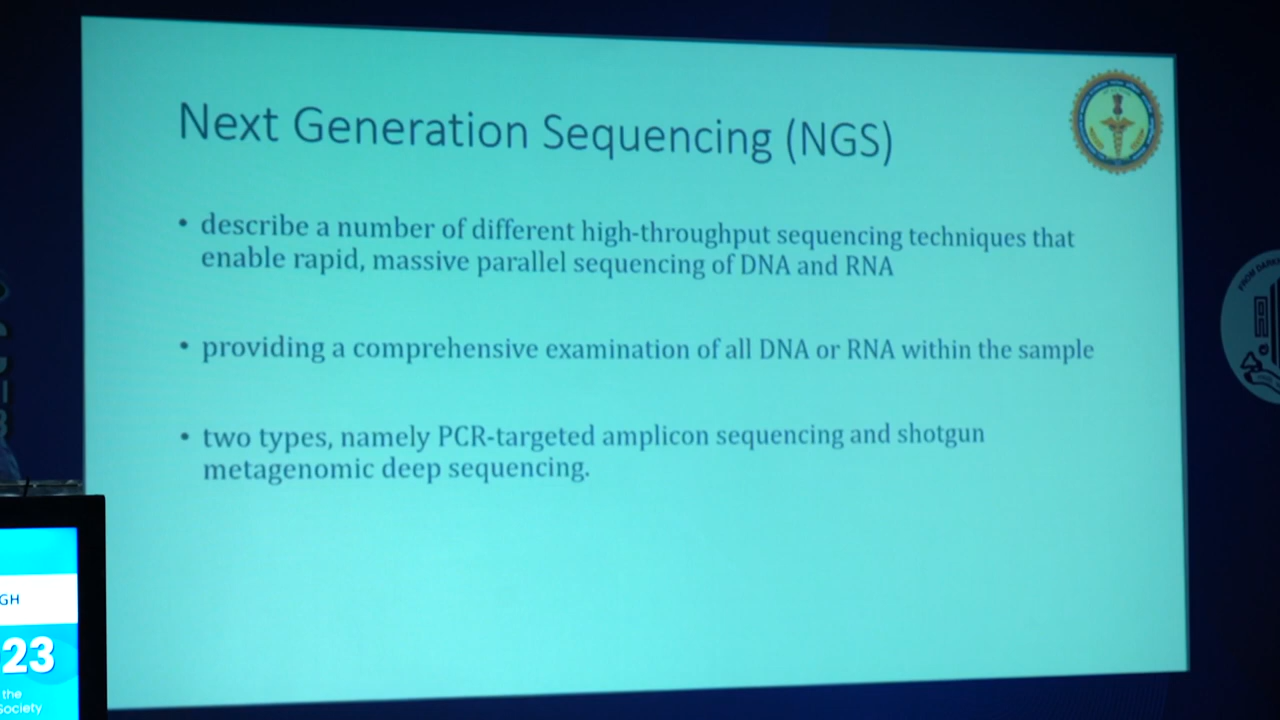 Next Generation Sequencing (NGS)
• describe a number of different high-throughput sequencing techniques that
enable rapid, massive parallel sequencing of DNA and RNA
• providing a comprehensive examination of all DNA or RNA within the sample
• two types, namely PCR-targeted amplicon sequencing and shotgun
metagenomic deep sequencing.
GH
23
the
Society
FROM DARK